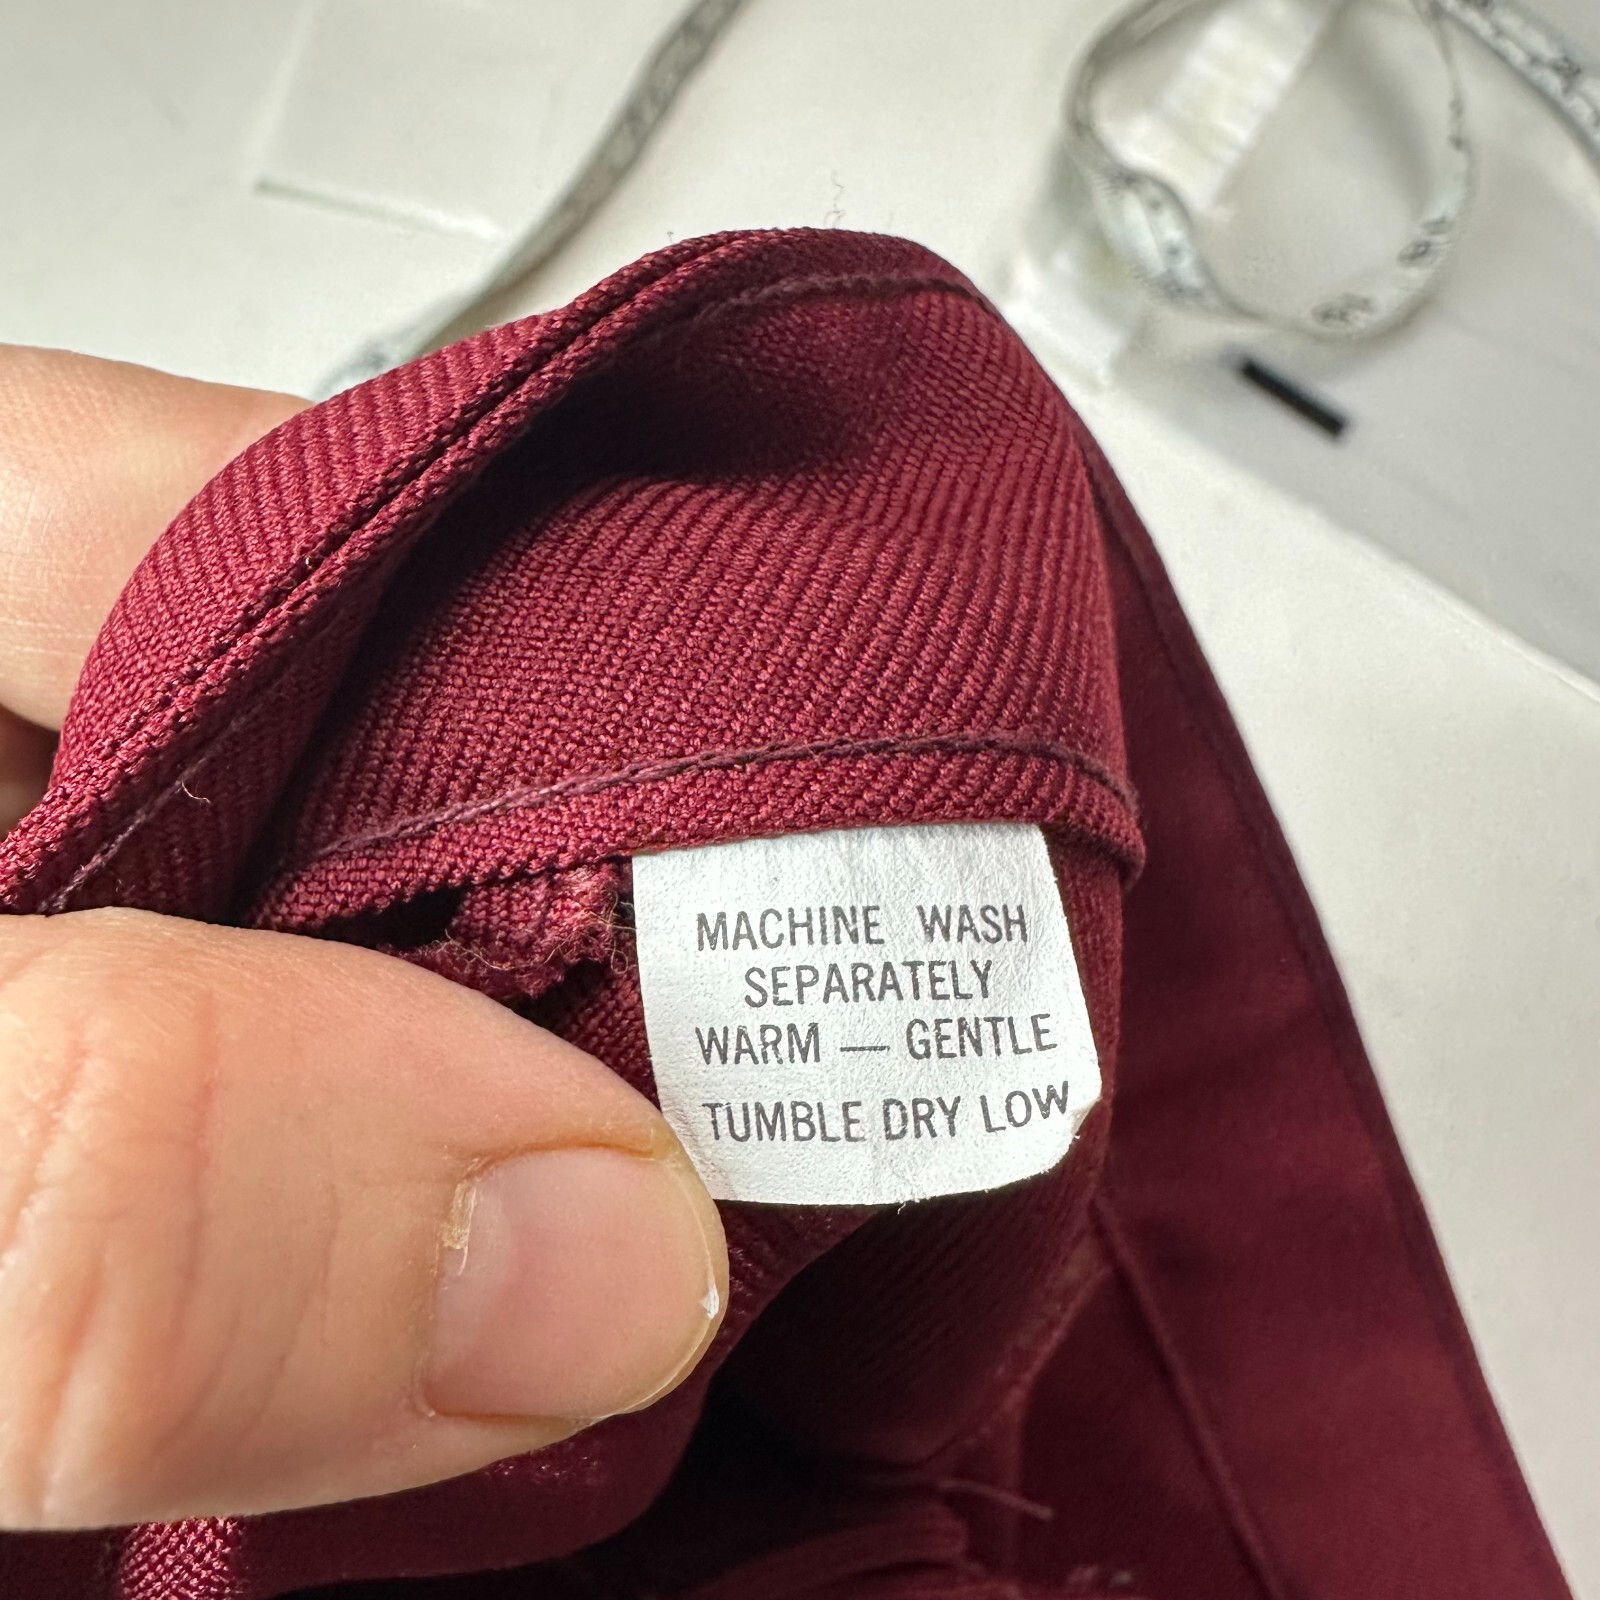 MACHINE WASH
SEPARATELY
WARM — GENTLE
TUMBLE DRY LOW